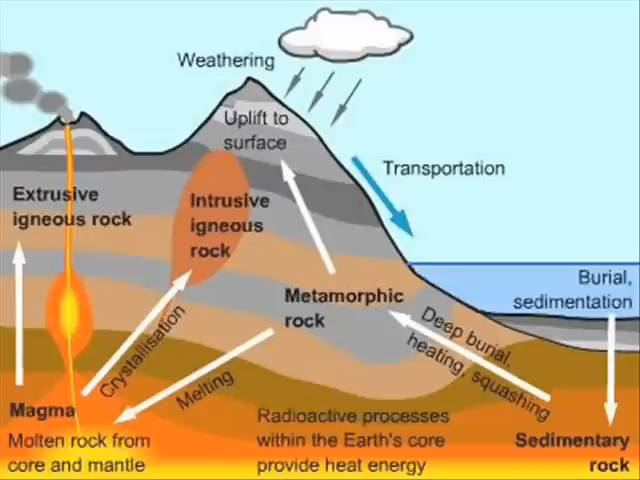 Weathering
Uplift to
surface
Transportation
Extrusive
igneous rock
Intrusive
igneous
rock
Burial,
sedimentation
Metamorphic
rock
Deep burial,
heating, squashing
Crystallisation
Melting
Magma
Molten rock from
core and mantle
Radioactive processes
within the Earth's core
provide heat energy
Sedimentary
rock